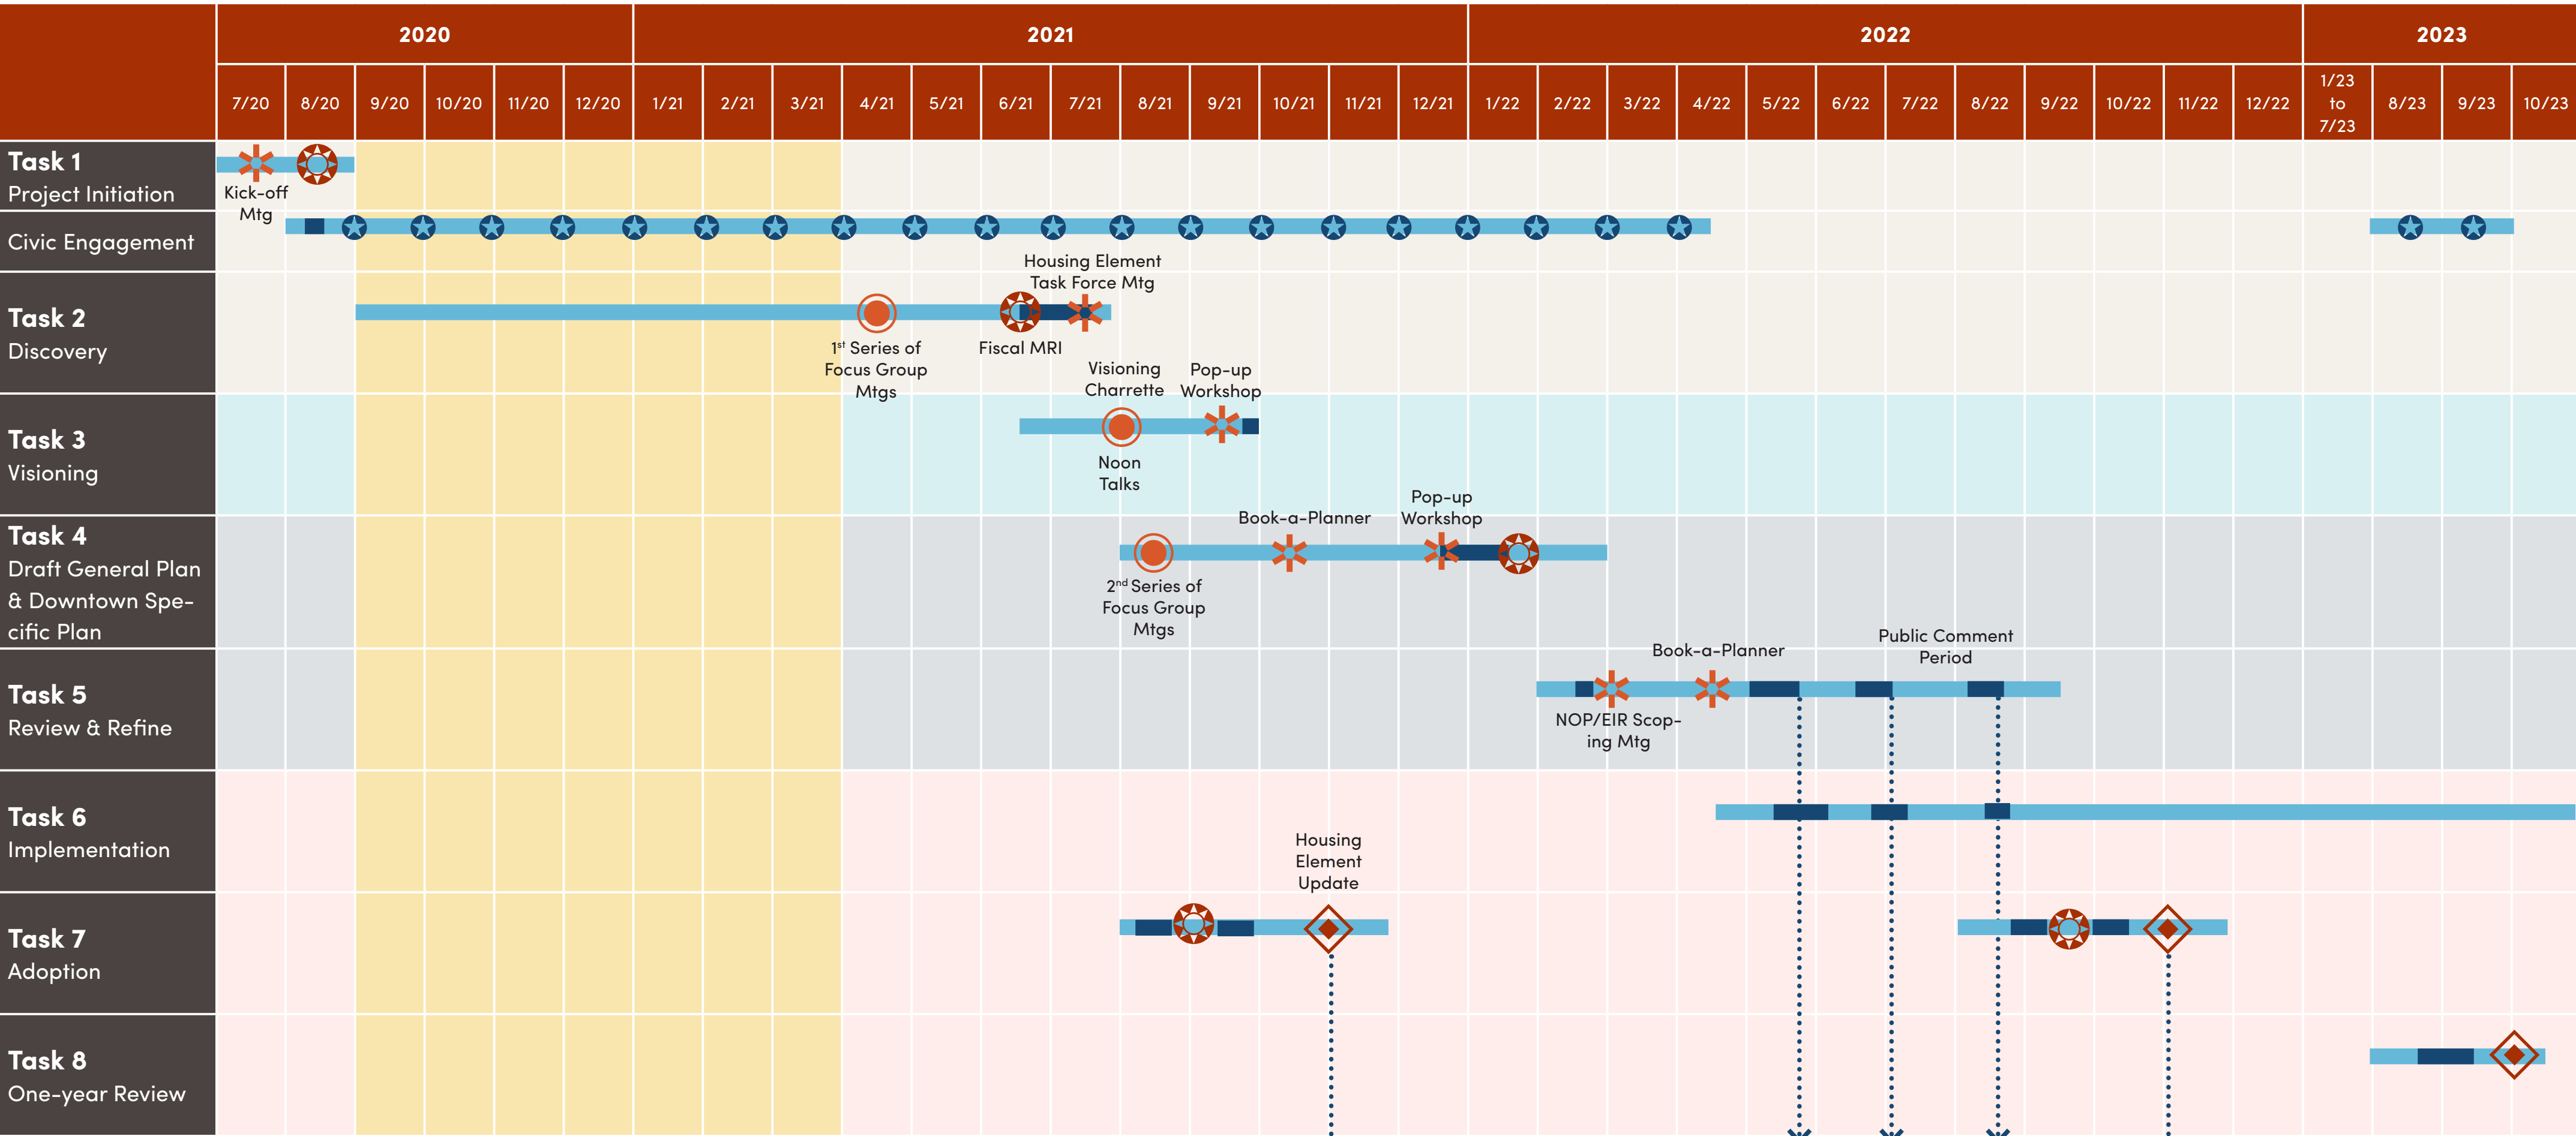 2020
2021
2022
2023
7/20
8/20
9/20
10/20
11/20
12/20
1/21
2/21
3/21
4/21
5/21
6/21
7/21
8/21
9/21
10/21
11/21
12/21
1/22
2/22
3/22
4/22
5/22
6/22
7/22
8/22
9/22
10/22
11/22
12/22
1/23
to
7/23
8/23
9/23
10/23
Task 1
Project Initiation
Kick-off
Mtg
Civic Engagement
Task 2
Discovery
Housing Element
Task Force Mtg
1st Series of
Focus Group
Mtgs
Fiscal MRI
Task 3
Visioning
Visioning
Charrette
Pop-up
Workshop
Noon
Talks
Task 4
Draft General Plan
& Downtown Spe-
cific Plan
Book-a-Planner
Pop-up
Workshop
2nd Series of
Focus Group
Mtgs
Task 5
Review & Refine
Book-a-Planner
Public Comment
Period
NOP/EIR Scop-
ing Mtg
Task 6
Implementation
Task 7
Adoption
Housing
Element
Update
Task 8
One-year Review